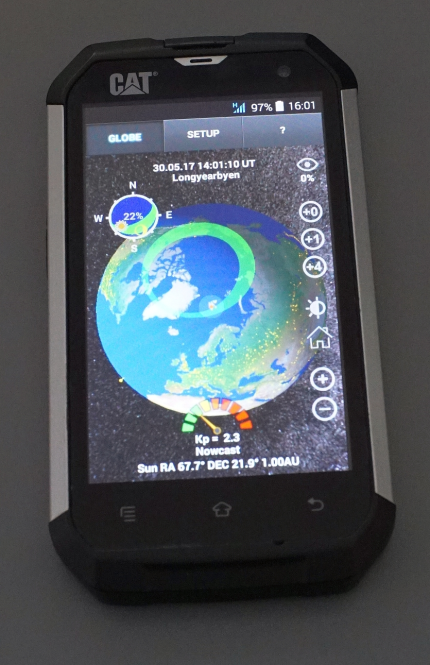 CAT
H 97% 16:01
GLOBE SETUP ?
30.05.17 14:01:10 UT
Longyearbyen
0%
N
W 22% E
S
+0
+1
+4
+
−
Kp = 2.3
Nowcast
Sun RA 67.7° DEC 21.9° 1.00AU